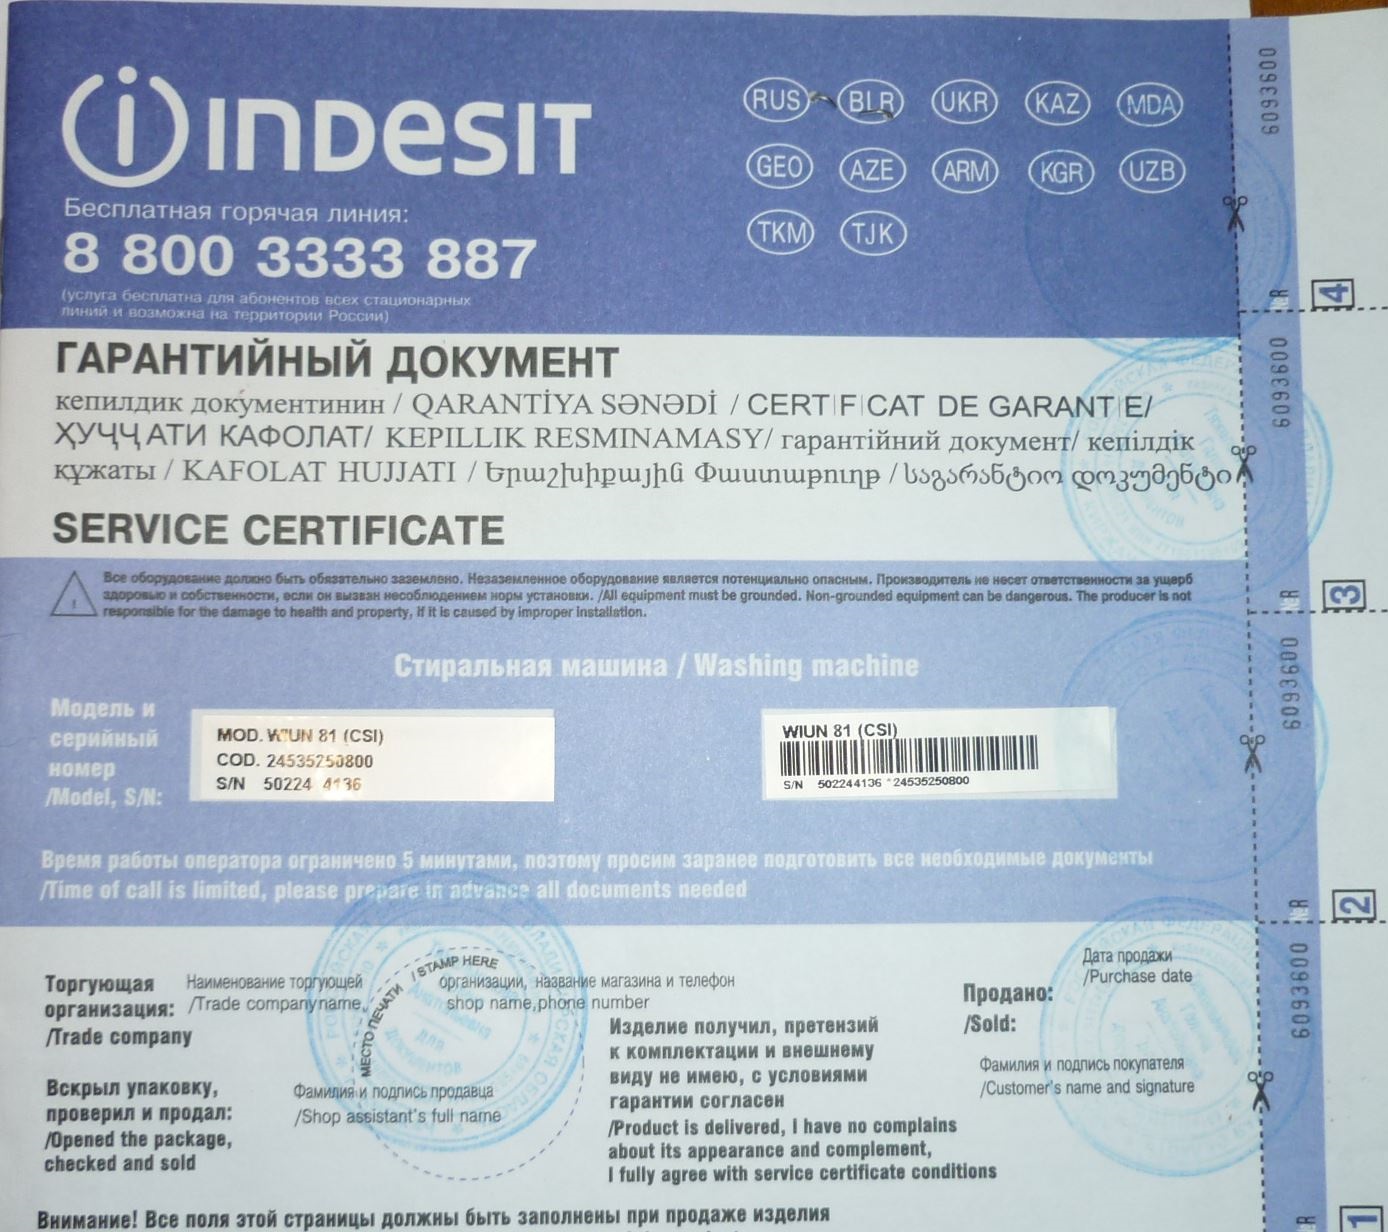 INDESIT
Бесплатная горячая линия:
8 800 3333 887
(услуга бесплатна для абонентов всех стационарных
линий и возможна на территории России)
RUS BLR UKR KAZ MDA
GEO AZE ARM KGR UZB
TKM TJK
ГАРАНТИЙНЫЙ ДОКУМЕНТ
кепилдик документинин / QARANTİYA SƏNƏDİ / CERTIFICAT DE GARANTIE/
ҲУҶҶАТИ КАФОЛАТ/ KEPILLIK RESMINAMASY/ гарантійний документ/ кепілдік
құжаты / KAFOLAT HUJJATI / Երաշխիքային Փաստաթուղթ / საგარანტიო დოკუმენტი
SERVICE CERTIFICATE
Все оборудование должно быть обязательно заземлено. Незаземленное оборудование является потенциально опасным. Производитель не несет ответственности за ущерб
здоровью и собственности, если он вызван несоблюдением норм установки. /All equipment must be grounded. Non-grounded equipment can be dangerous. The producer is not
responsible for the damage to health and property, if it is caused by improper installation.
Стиральная машина / Washing machine
Модель и
серийный
номер
/Model, S/N:
MOD. WIUN 81 (CSI)
COD. 24535250800
S/N 50224 4136
WIUN 81 (CSI)
S/N 502244136 *24535250800
Время работы оператора ограничено 5 минутами, поэтому просим заранее подготовить все необходимые документы
/Time of call is limited, please prepare in advance all documents needed
Торгующая
организация:
/Trade company
Наименование торгующей организации, название магазина и телефон
/Trade company name, shop name,phone number
МЕСТО ПЕЧАТИ / STAMP HERE
Вскрыл упаковку,
проверил и продал:
/Opened the package,
checked and sold
Фамилия и подпись продавца
/Shop assistant's full name
Изделие получил, претензий
к комплектации и внешнему
виду не имею, с условиями
гарантии согласен
/Product is delivered, I have no complains
about its appearance and complement,
I fully agree with service certificate conditions
Продано:
/Sold:
Дата продажи
/Purchase date
Фамилия и подпись покупателя
/Customer's name and signature
Внимание! Все поля этой страницы должны быть заполнены при продаже изделия
6093600
№R
4
6093600
№R
3
6093600
№R
2
6093600
№R
1